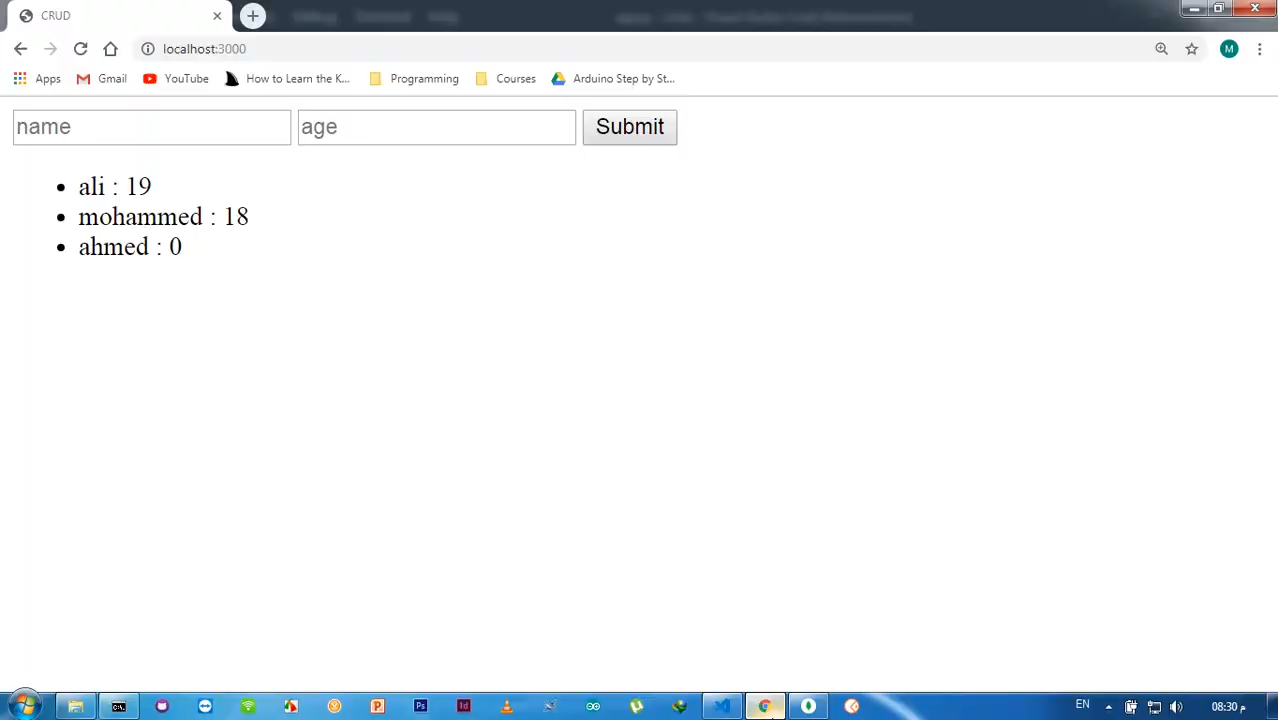 CRUD
localhost:3000
M
Apps
Gmail
YouTube
How to Learn the K...
Programming
Courses
Arduino Step by St...
name
age
Submit
• ali : 19
• mohammed : 18
• ahmed : 0
EN
08:30 م